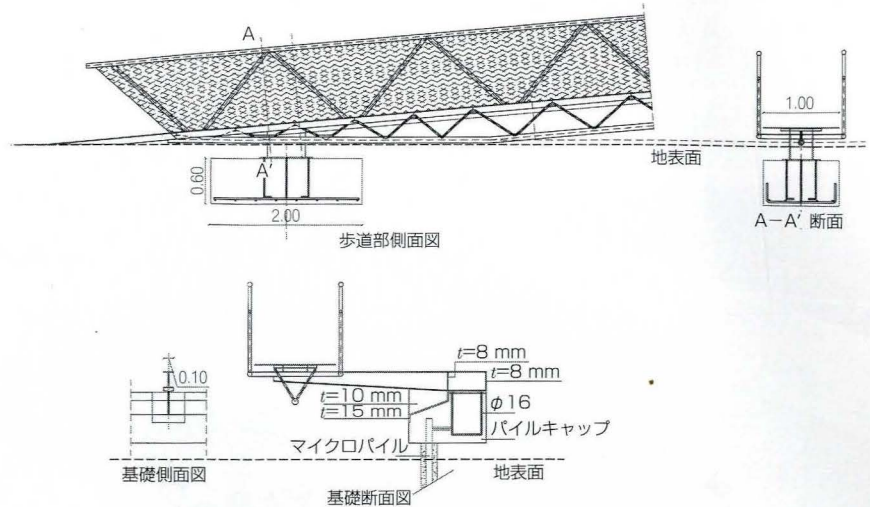 A
A'
0.60
2.00
歩道部側面図
地表面
1.00
A－A' 断面
0.10
基礎側面図
t=8 mm
t=8 mm
t=10 mm
t=15 mm
φ16
パイルキャップ
マイクロパイル
地表面
基礎断面図